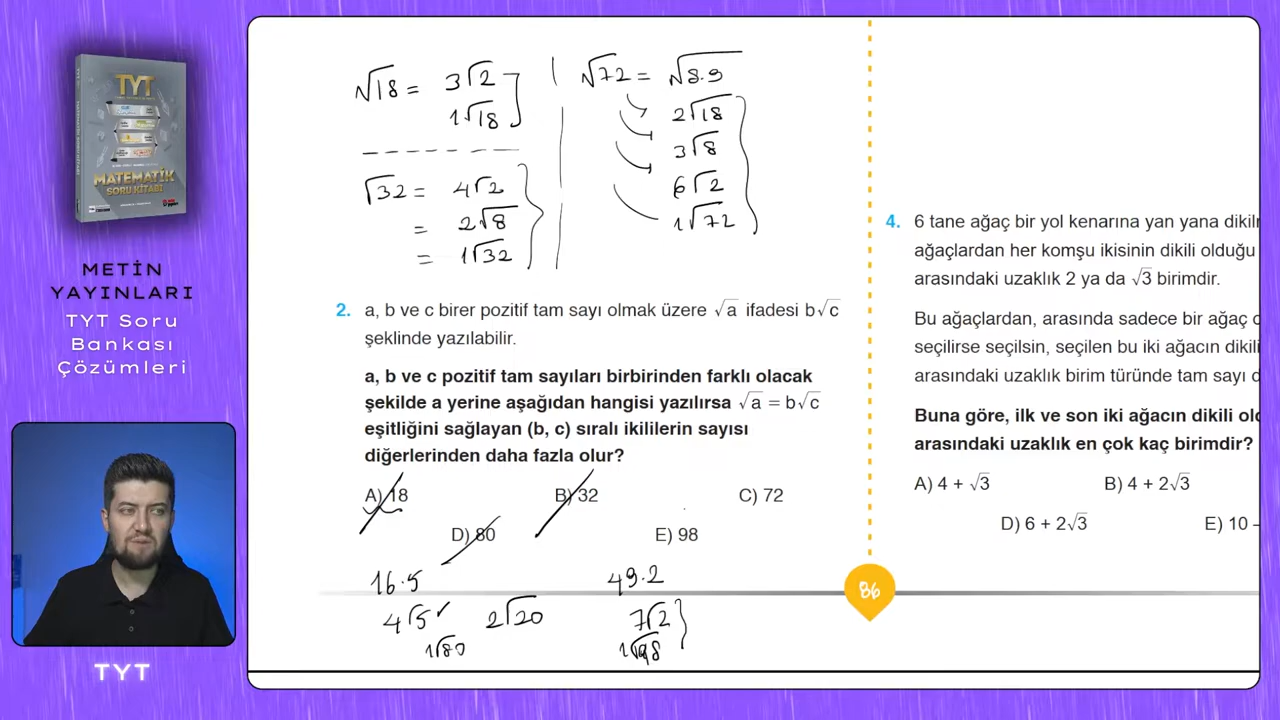 TYT
MATEMATİK
SORU KİTABI
METİN
YAYINLARI
TYT Soru
Bankası
Çözümleri
TYT
√18 = 3√2
1√18
√32 = 4√2
= 2√8
= 1√32
√72 = √8.9
2√18
3√8
6√2
1√72
2. a, b ve c birer pozitif tam sayı olmak üzere √a ifadesi b√c
şeklinde yazılabilir.
a, b ve c pozitif tam sayıları birbirinden farklı olacak
şekilde a yerine aşağıdan hangisi yazılırsa √a = b√c
eşitliğini sağlayan (b, c) sıralı ikililerin sayısı
diğerlerinden daha fazla olur?
A) 18 B) 32 C) 72
D) 80 E) 98
16.5
4√5 2√20
1√80
49.2
7√2
1√98
86
4. 6 tane ağaç bir yol kenarına yan yana
ağaçlardan her komşu ikisinin dikili olduğu
arasındaki uzaklık 2 ya da √3 birimdir.
Bu ağaçlardan, arasında sadece bir ağaç
seçilirse seçilsin, seçilen bu iki ağacın
arasındaki uzaklık birim türünde tam sayı
Buna göre, ilk ve son iki ağacın dikili
arasındaki uzaklık en çok kaç birimdir?
A) 4 + √3 B) 4 + 2√3
D) 6 + 2√3 E) 10